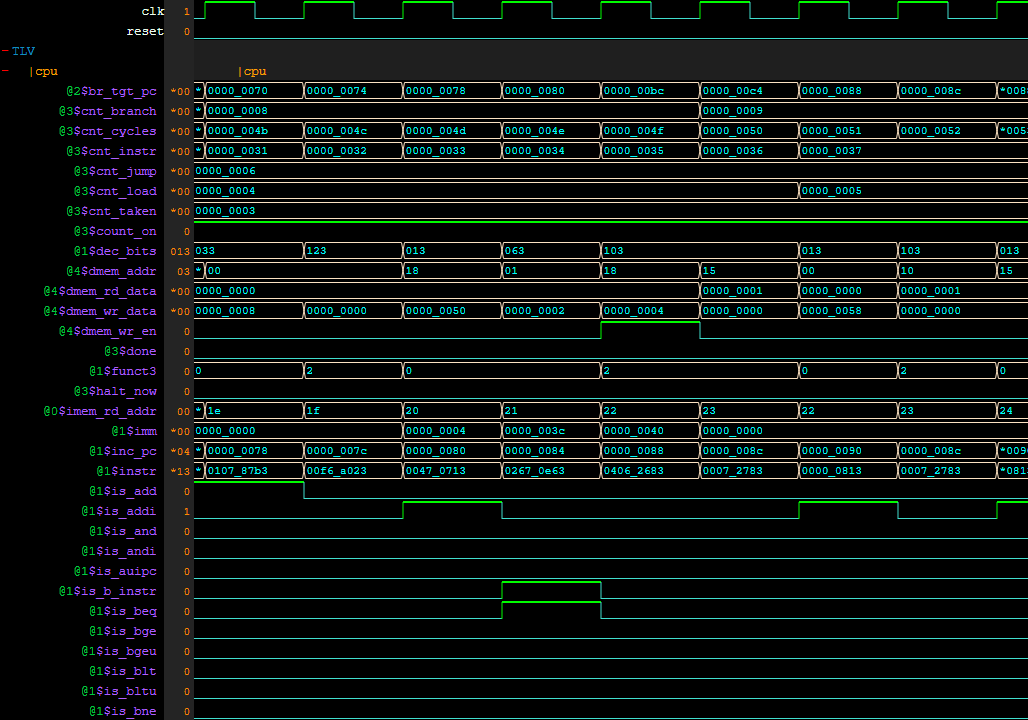 clk 1
reset 0
- TLV
- |cpu |cpu
@2$br_tgt_pc *00 * 0000_0070 0000_0074 0000_0078 0000_0080 0000_00bc 0000_00c4 0000_0088 0000_008c *0088
@3$cnt_branch *00 * 0000_0008 0000_0009
@3$cnt_cycles *00 * 0000_004b 0000_004c 0000_004d 0000_004e 0000_004f 0000_0050 0000_0051 0000_0052 *005
@3$cnt_instr *00 * 0000_0031 0000_0032 0000_0033 0000_0034 0000_0035 0000_0036 0000_0037
@3$cnt_jump *00 0000_0006
@3$cnt_load *00 0000_0004 0000_0005
@3$cnt_taken *00 0000_0003
@3$count_on 0
@1$dec_bits 013 033 123 013 063 103 013 103 013
@4$dmem_addr 03 * 00 18 01 18 15 00 10 15
@4$dmem_rd_data *00 0000_0000 0000_0001 0000_0000 0000_0001
@4$dmem_wr_data *00 0000_0008 0000_0000 0000_0050 0000_0002 0000_0004 0000_0000 0000_0058 0000_0000
@4$dmem_wr_en 0
@3$done 0
@1$funct3 0 0 2 0 2 0 2 0
@3$halt_now 0
@0$imem_rd_addr 00 * 1e 1f 20 21 22 23 22 23 24
@1$imm *00 0000_0000 0000_0004 0000_003c 0000_0040 0000_0000
@1$inc_pc *04 * 0000_0078 0000_007c 0000_0080 0000_0084 0000_0088 0000_008c 0000_0088 0000_008c *009
@1$instr *13 * 0107_87b3 00f6_a023 0047_0713 0267_0e63 0406_2683 0007_2783 0000_0813 0007_2783 *081
@1$is_add 0
@1$is_addi 1
@1$is_and 0
@1$is_andi 0
@1$is_auipc 0
@1$is_b_instr 0
@1$is_beq 0
@1$is_bge 0
@1$is_bgeu 0
@1$is_blt 0
@1$is_bltu 0
@1$is_bne 0